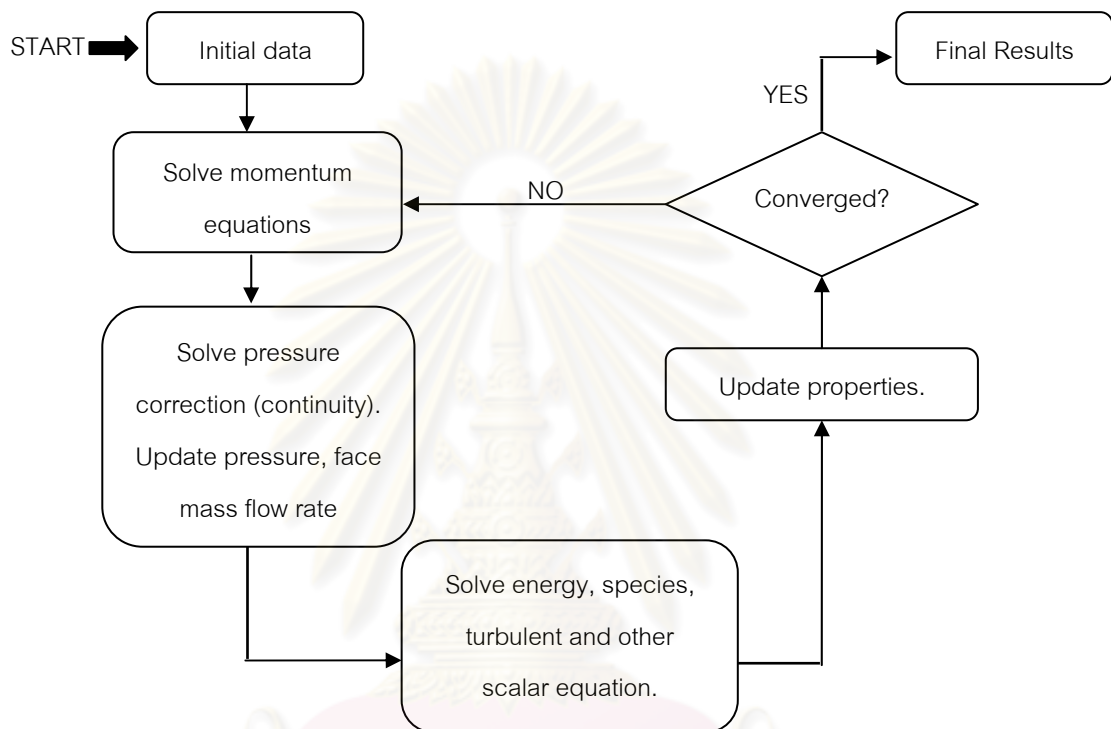 START
Initial data
Solve momentum
equations
Solve pressure
correction (continuity).
Update pressure, face
mass flow rate
Solve energy, species,
turbulent and other
scalar equation.
Update properties.
Converged?
NO
YES
Final Results